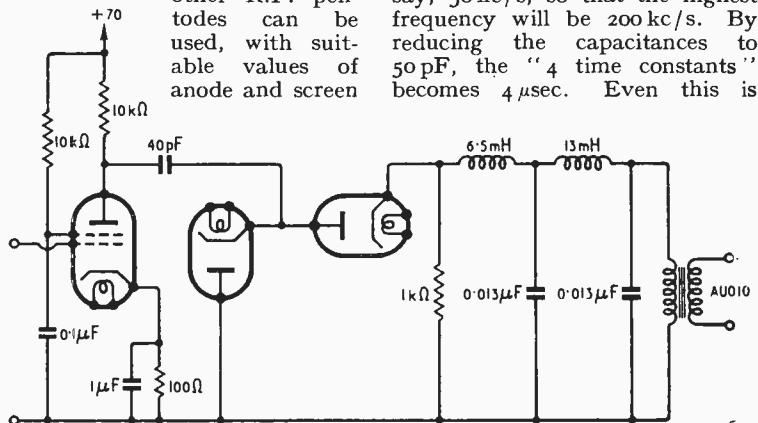 other R.F. pen-
todes can be
used, with suit-
able values of
anode and screen
frequency will be 200 kc/s. By
reducing the capacitances to
50 pF, the "4 time constants"
becomes 4 μsec. Even this is
+70
10kΩ
10kΩ
40pF
6·5mH
13mH
1kΩ
0·013μF
0·013μF
AU010
0·1μF
1μF
100Ω